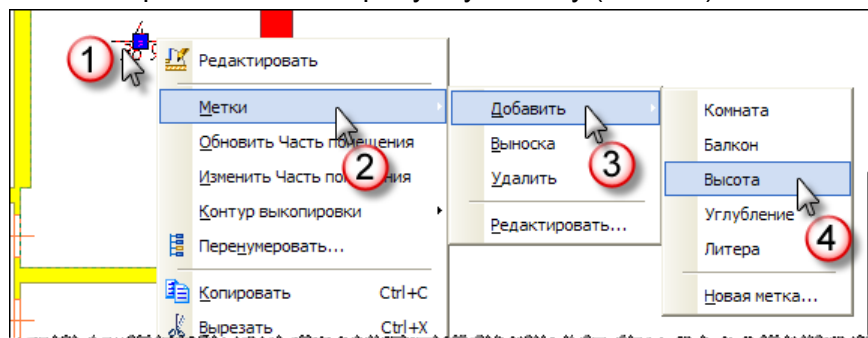 4
1
Редактировать
Метки
Обновить Часть помещения
Изменить Часть
2
Контур выкопировки
Перенумеровать...
Копировать Ctrl+C
Вырезать Ctrl+X
Добавить
Выноска
3
Удалить
Редактировать...
Комната
Балкон
Высота
Углубление
4
Литера
Новая метка...